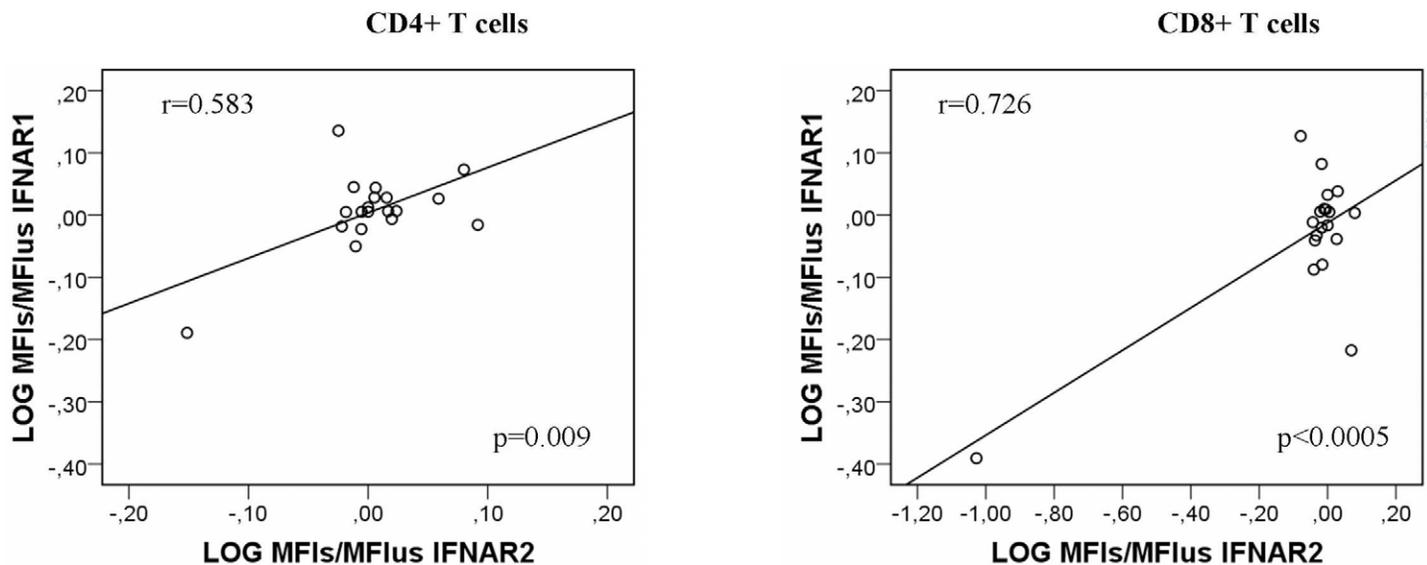 CD4+ T cells
CD8+ T cells
LOG MFIs/MFIus IFNAR1
,20
,10
,00
-,10
-,20
-,30
-,40
r=0.583
p=0.009
-,20 -,10 ,00 ,10 ,20
LOG MFIs/MFIus IFNAR2
LOG MFIs/MFIus IFNAR1
,20
,10
,00
-,10
-,20
-,30
-,40
r=0.726
p<0.0005
-1,20 -1,00 -,80 -,60 -,40 -,20 ,00 ,20
LOG MFIs/MFIus IFNAR2